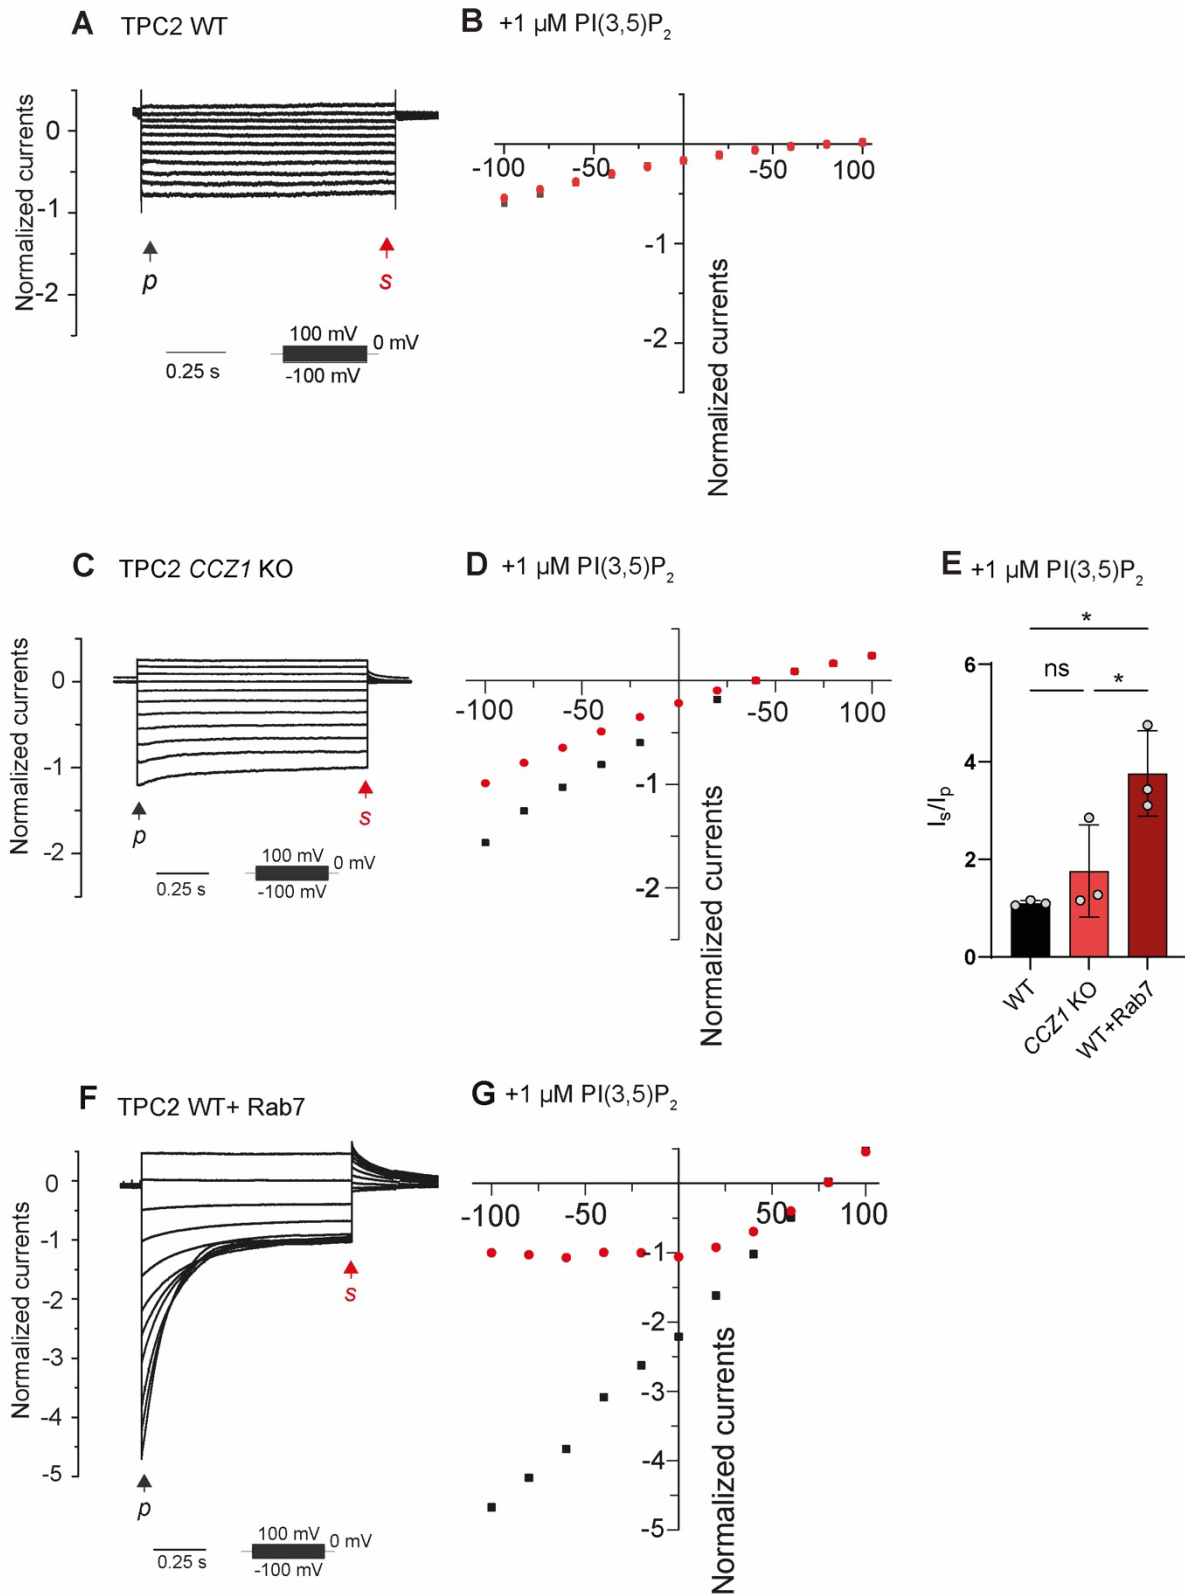 A TPC2 WT
Normalized currents
0
-1
-2
p
s
0.25 s
100 mV
0 mV
-100 mV
B +1 µM PI(3,5)P2
-100
-50
-50
100
-1
-2
Normalized currents
C TPC2 CCZ1 KO
Normalized currents
0
-1
-2
p
s
0.25 s
100 mV
0 mV
-100 mV
D +1 µM PI(3,5)P2
-100
-50
-50
100
-1
-2
Normalized currents
E +1 µM PI(3,5)P2
*
ns
*
6
4
2
0
Is/Ip
WT
CCZ1 KO
WT+Rab7
F TPC2 WT+ Rab7
Normalized currents
0
-1
-2
-3
-4
-5
p
s
0.25 s
100 mV
0 mV
-100 mV
G +1 µM PI(3,5)P2
-100
-50
50
100
-1
-2
-3
-4
-5
Normalized currents